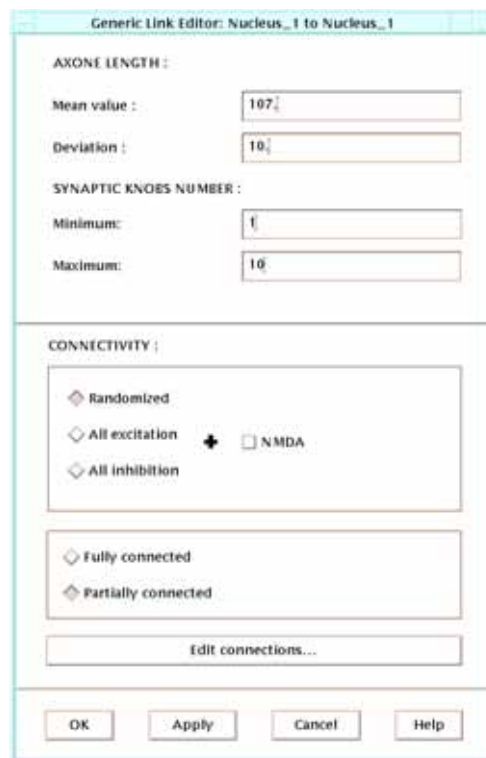 Generic Link Editor: Nucleus_1 to Nucleus_1
AXONE LENGTH :
Mean value : 107.
Deviation : 10.
SYNAPTIC KNOBS NUMBER :
Minimum: 1
Maximum: 10
CONNECTIVITY :
Randomized
All excitation
NMDA
All inhibition
Fully connected
Partially connected
Edit connections...
OK Apply Cancel Help